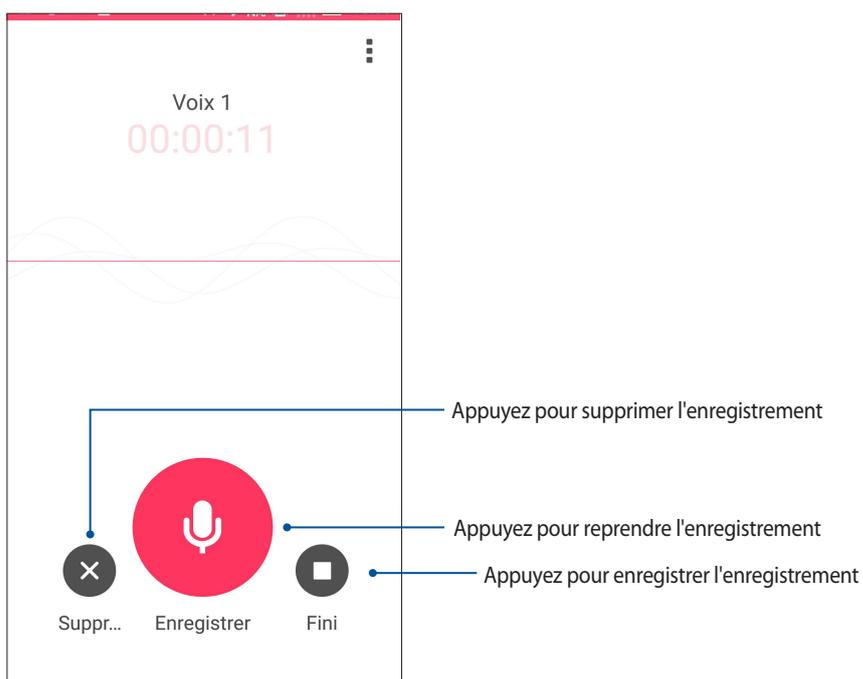 Voix 1
00:00:11
Appuyez pour supprimer l'enregistrement
Appuyez pour reprendre l'enregistrement
Appuyez pour enregistrer l'enregistrement
Suppr... Enregistrer Fini